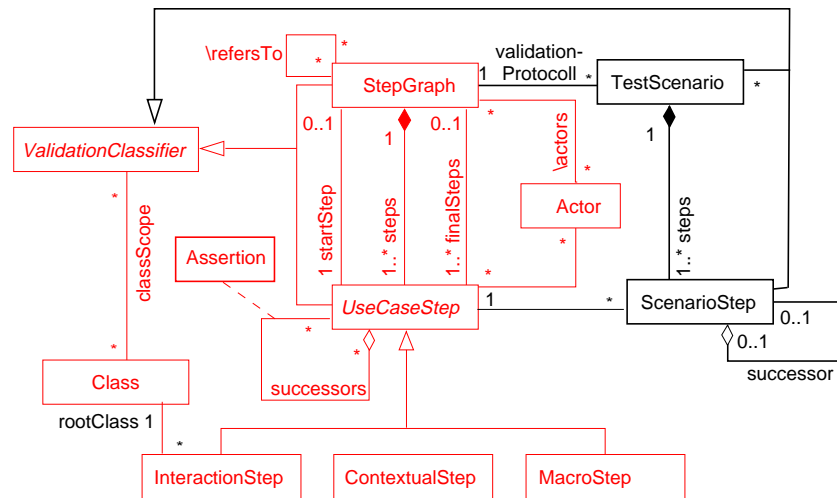 \refersTo
*
*
validation-
Protocoll
StepGraph
1
*
TestScenario
*
0..1
1
0..1
*
1
\actors
ValidationClassifier
*
classScope
1 startStep
1..* steps
1..* finalSteps
*
Actor
*
1..* steps
Assertion
*
UseCaseStep
1
*
ScenarioStep
0..1
*
*
0..1
*
Class
successors
successor
rootClass 1
*
InteractionStep
ContextualStep
MacroStep